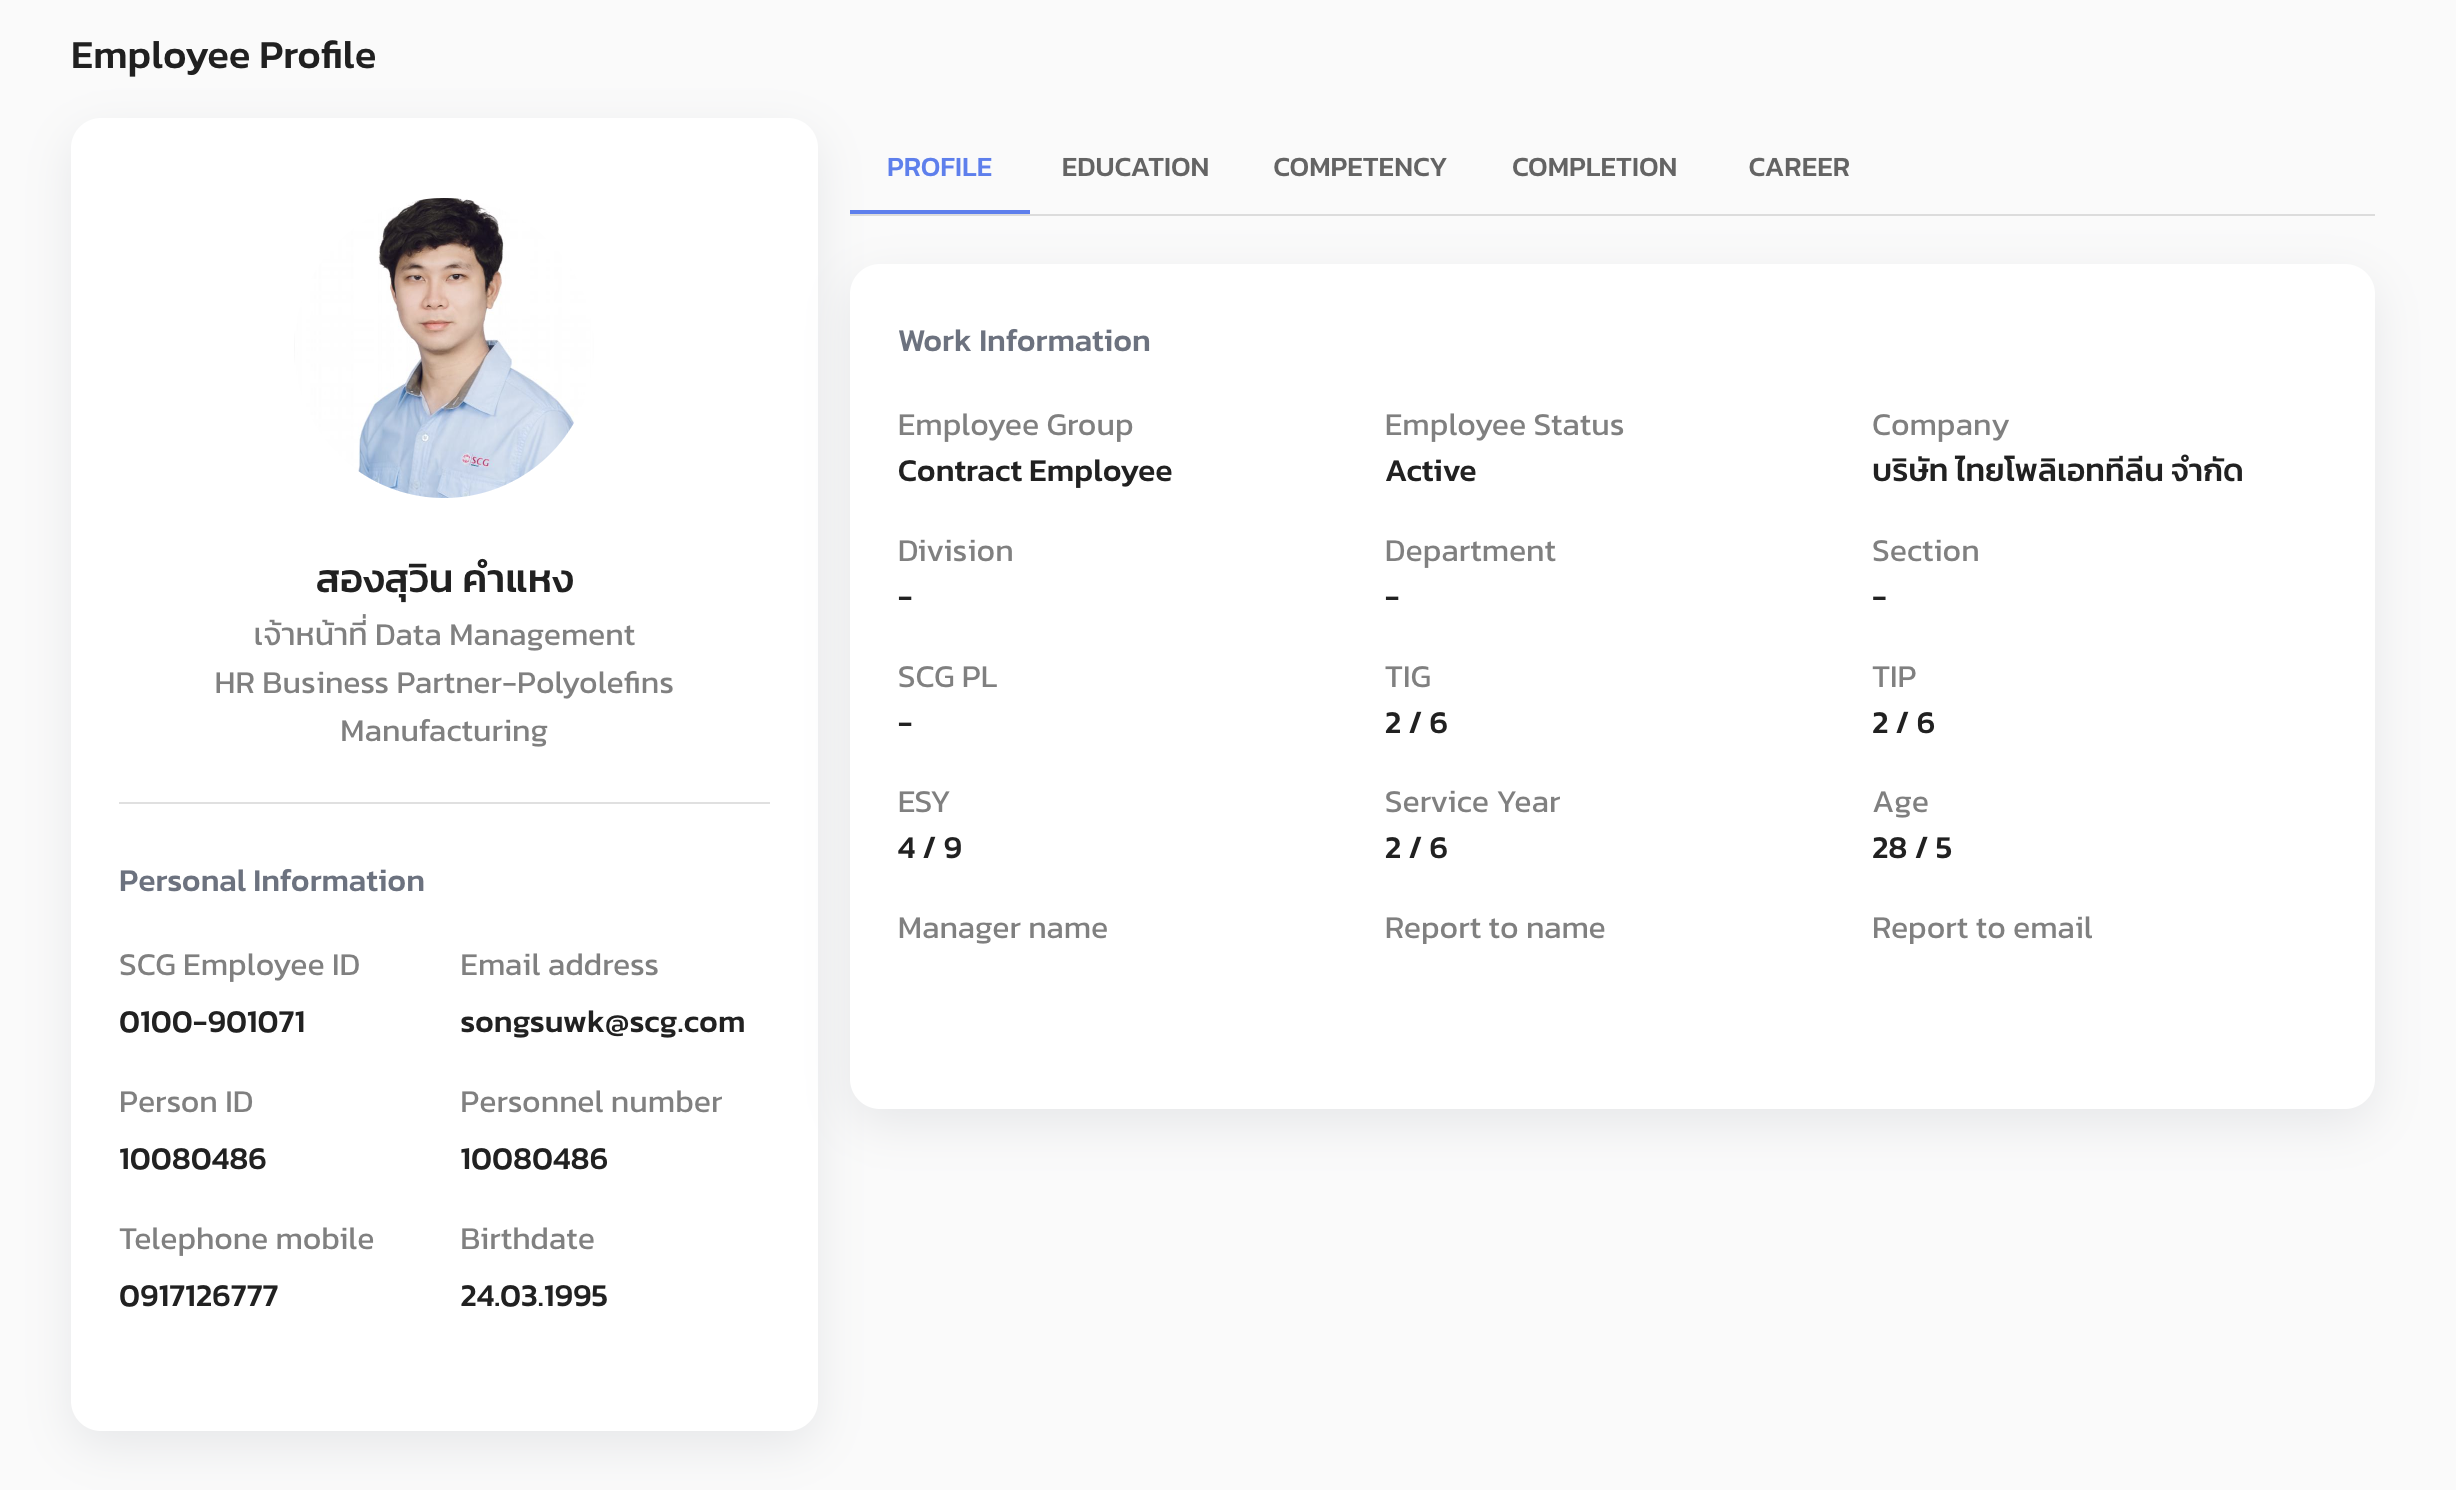 Employee Profile
SCG
สองสุวิน คำแหง
เจ้าหน้าที่ Data Management
HR Business Partner-Polyolefins
Manufacturing
Personal Information
SCG Employee ID
0100-901071
Email address
songsuwk@scg.com
Person ID
10080486
Personnel number
10080486
Telephone mobile
0917126777
Birthdate
24.03.1995
PROFILE
EDUCATION
COMPETENCY
COMPLETION
CAREER
Work Information
Employee Group
Contract Employee
Employee Status
Active
Company
บริษัท ไทยโพลิเอททีลีน จำกัด
Division
-
Department
-
Section
-
SCG PL
-
TIG
2 / 6
TIP
2 / 6
ESY
4 / 9
Service Year
2 / 6
Age
28 / 5
Manager name
Report to name
Report to email